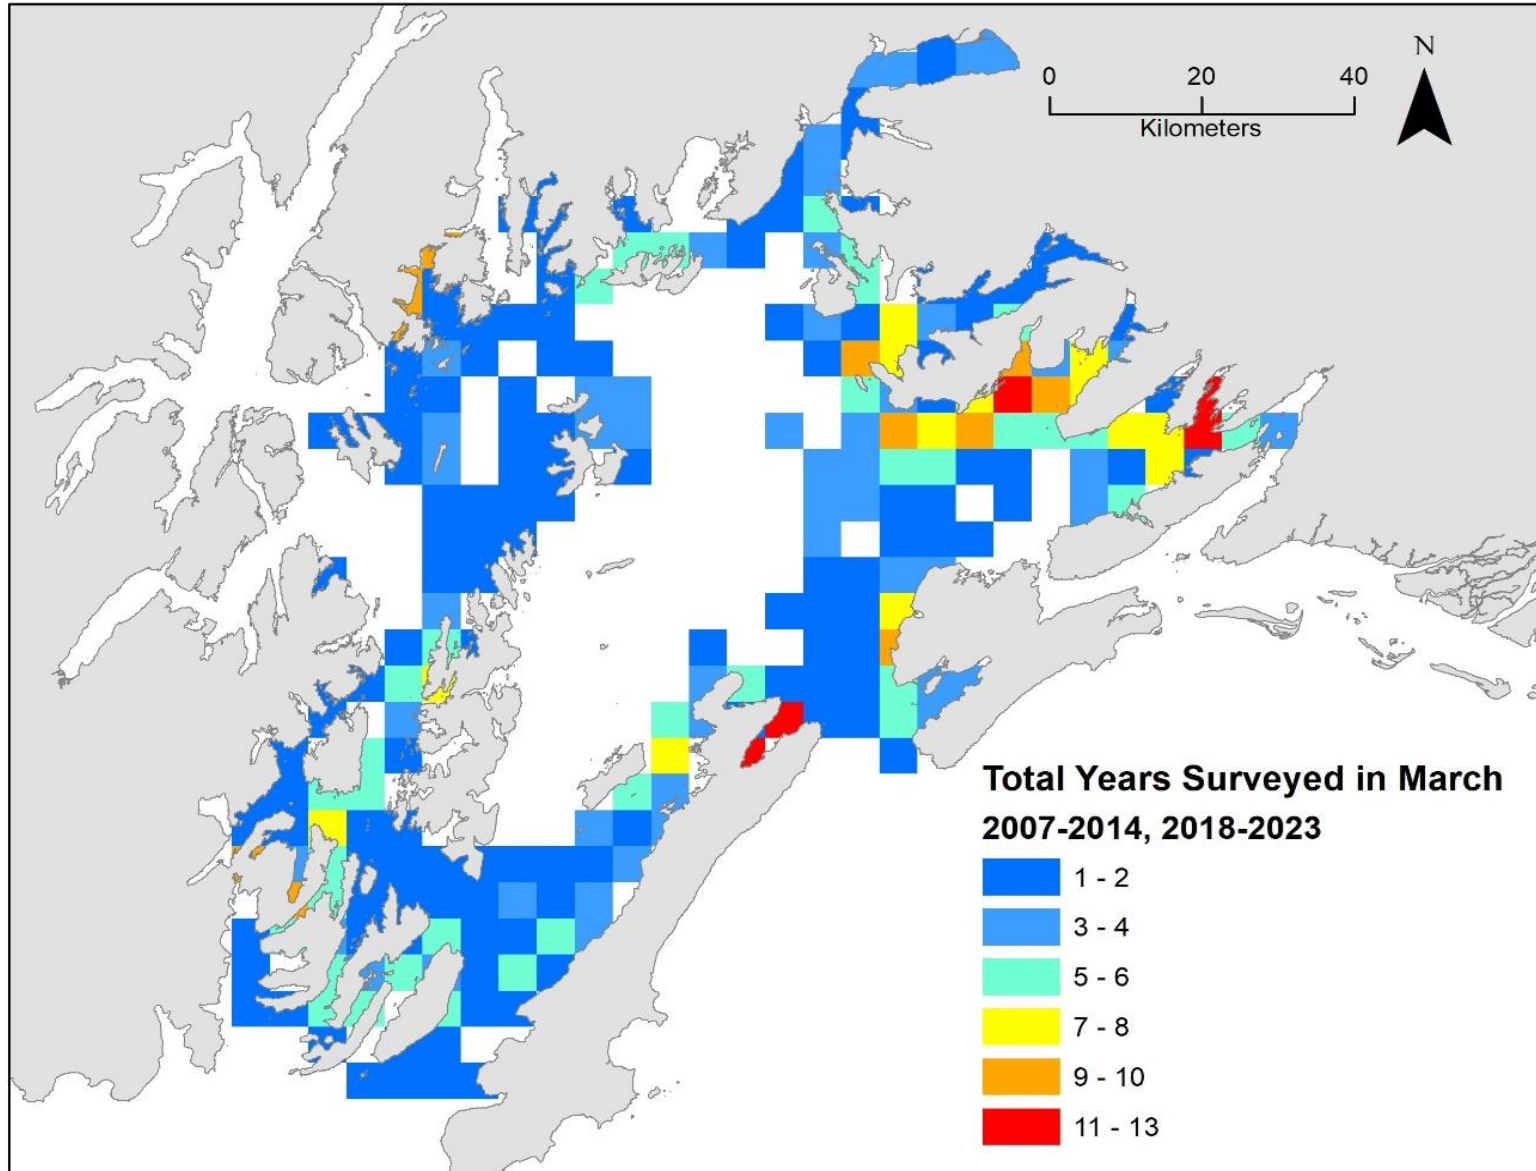 N
0 20 40
Kilometers
Total Years Surveyed in March
2007-2014, 2018-2023
1 - 2
3 - 4
5 - 6
7 - 8
9 - 10
11 - 13